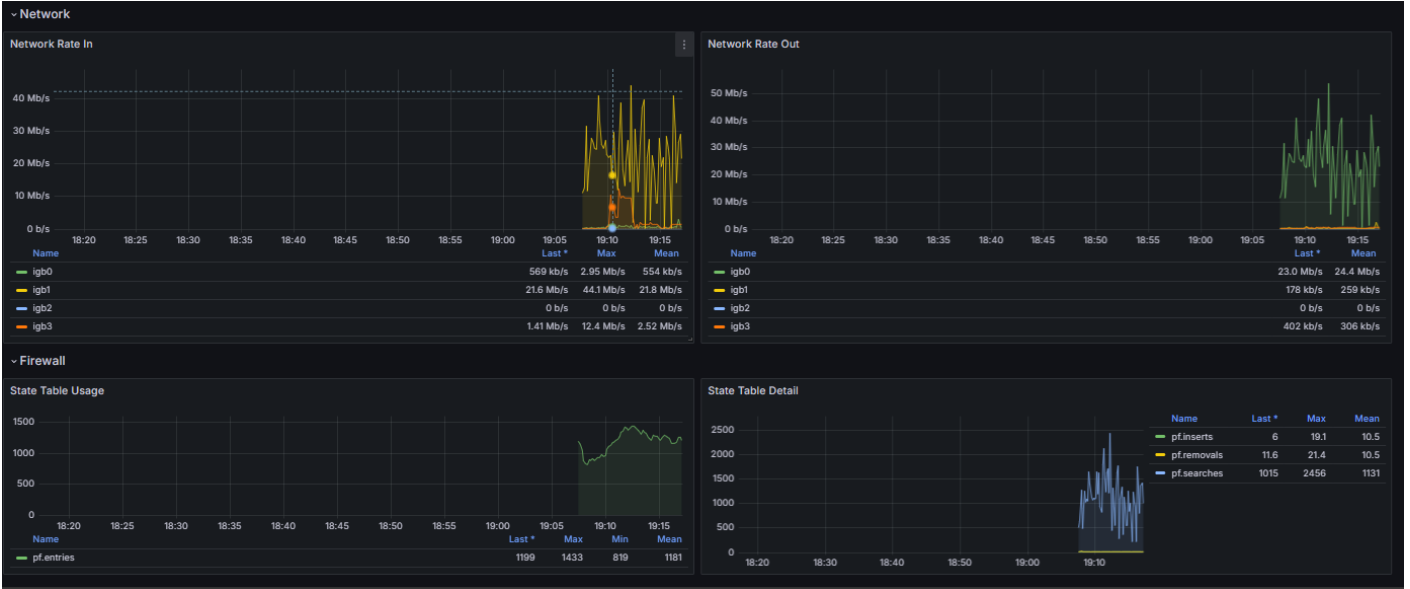 Network
Network Rate In
40 Mb/s
30 Mb/s
20 Mb/s
10 Mb/s
0 b/s
18:20 18:25 18:30 18:35 18:40 18:45 18:50 18:55 19:00 19:05 19:10 19:15
Name Last * Max Mean
igb0 569 kb/s 2.95 Mb/s 554 kb/s
igb1 21.6 Mb/s 44.1 Mb/s 21.8 Mb/s
igb2 0 b/s 0 b/s 0 b/s
igb3 1.41 Mb/s 12.4 Mb/s 2.52 Mb/s
Network Rate Out
50 Mb/s
40 Mb/s
30 Mb/s
20 Mb/s
10 Mb/s
0 b/s
18:20 18:25 18:30 18:35 18:40 18:45 18:50 18:55 19:00 19:05 19:10 19:15
Name Last * Mean
igb0 23.0 Mb/s 24.4 Mb/s
igb1 178 kb/s 259 kb/s
igb2 0 b/s 0 b/s
igb3 402 kb/s 306 kb/s
Firewall
State Table Usage
1500
1000
500
0
18:20 18:25 18:30 18:35 18:40 18:45 18:50 18:55 19:00 19:05 19:10 19:15
Name Last * Max Min Mean
pf.entries 1199 1433 819 1181
State Table Detail
2500
2000
1500
1000
500
0
18:20 18:30 18:40 18:50 19:00 19:10
Name Last * Max Mean
pf.inserts 6 19.1 10.5
pf.removals 11.6 21.4 10.5
pf.searches 1015 2456 1131